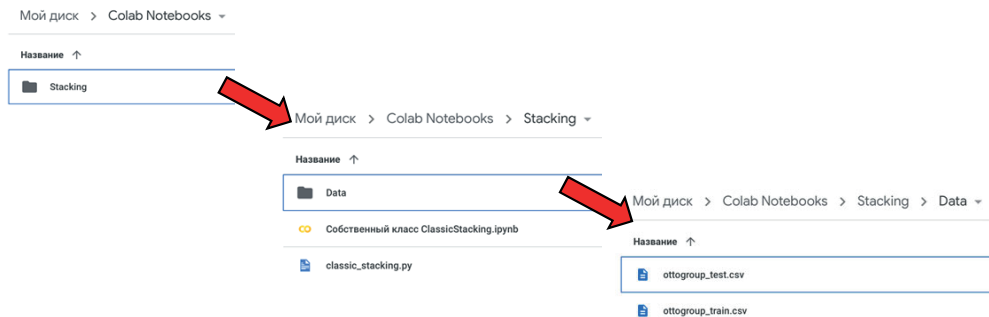 Мой диск > Colab Notebooks
Название ↑
Stacking
Мой диск > Colab Notebooks > Stacking
Название ↑
Data
Собственный класс ClassicStacking.ipynb
classic_stacking.py
Мой диск > Colab Notebooks > Stacking > Data
Название ↑
ottogroup_test.csv
ottogroup_train.csv